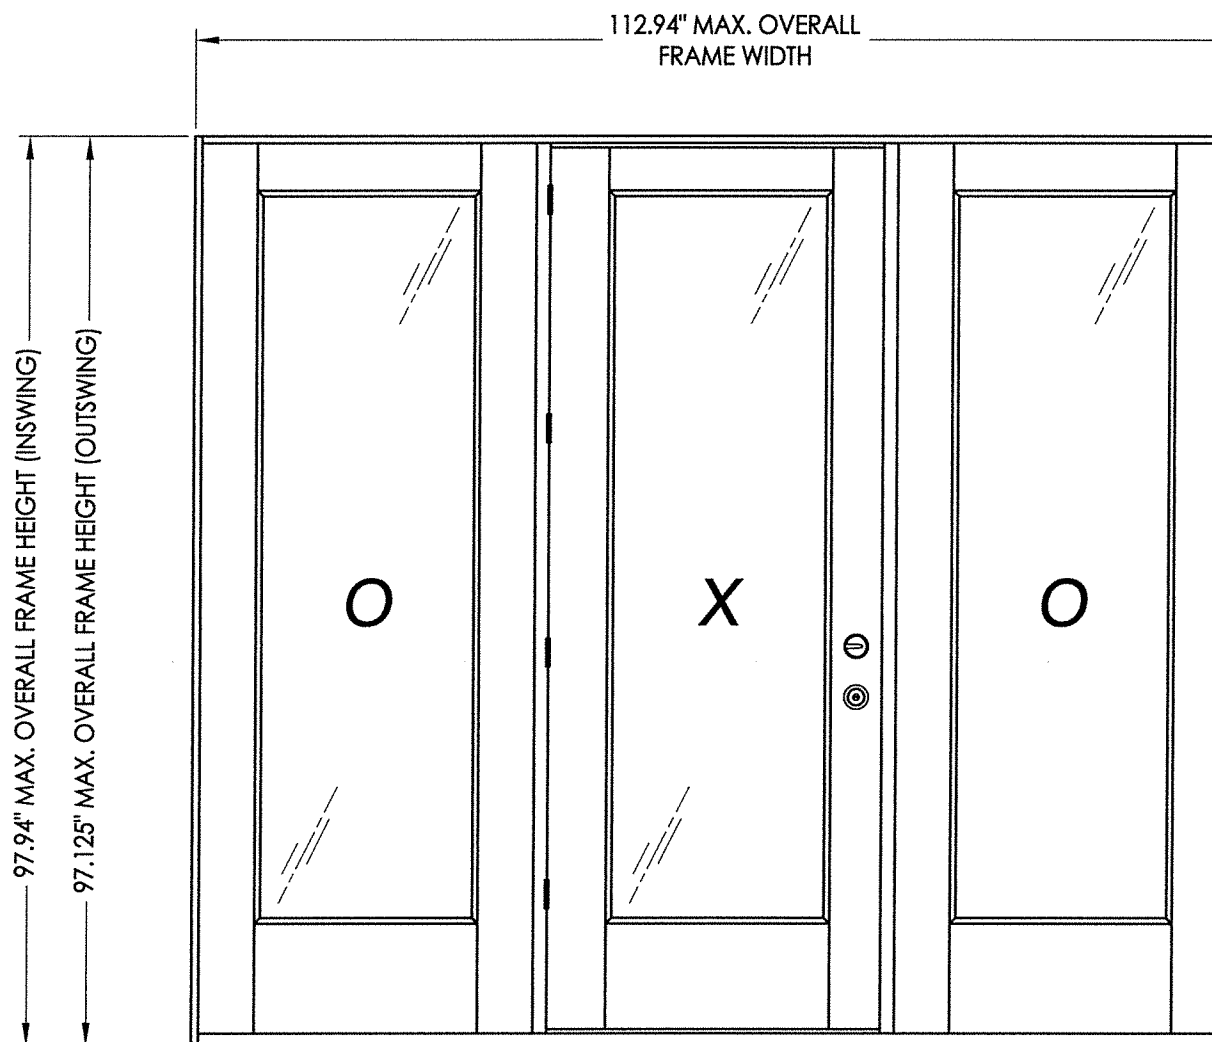 112.94" MAX. OVERALL
FRAME WIDTH
97.94" MAX. OVERALL FRAME HEIGHT (INSWING)
97.125" MAX. OVERALL FRAME HEIGHT (OUTSWING)
O
X
O